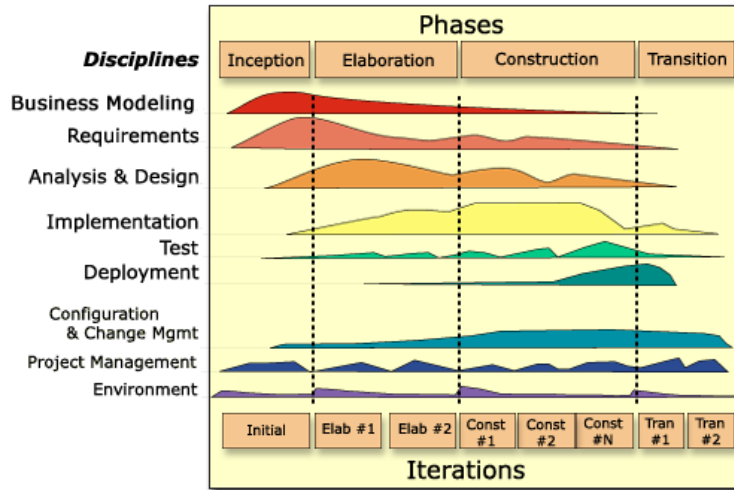 Phases
Disciplines
Inception
Elaboration
Construction
Transition
Business Modeling
Requirements
Analysis & Design
Implementation
Test
Deployment
Configuration
& Change Mgmt
Project Management
Environment
Initial
Elab #1
Elab #2
Const
#1
Const
#2
Const
#N
Tran
#1
Tran
#2
Iterations